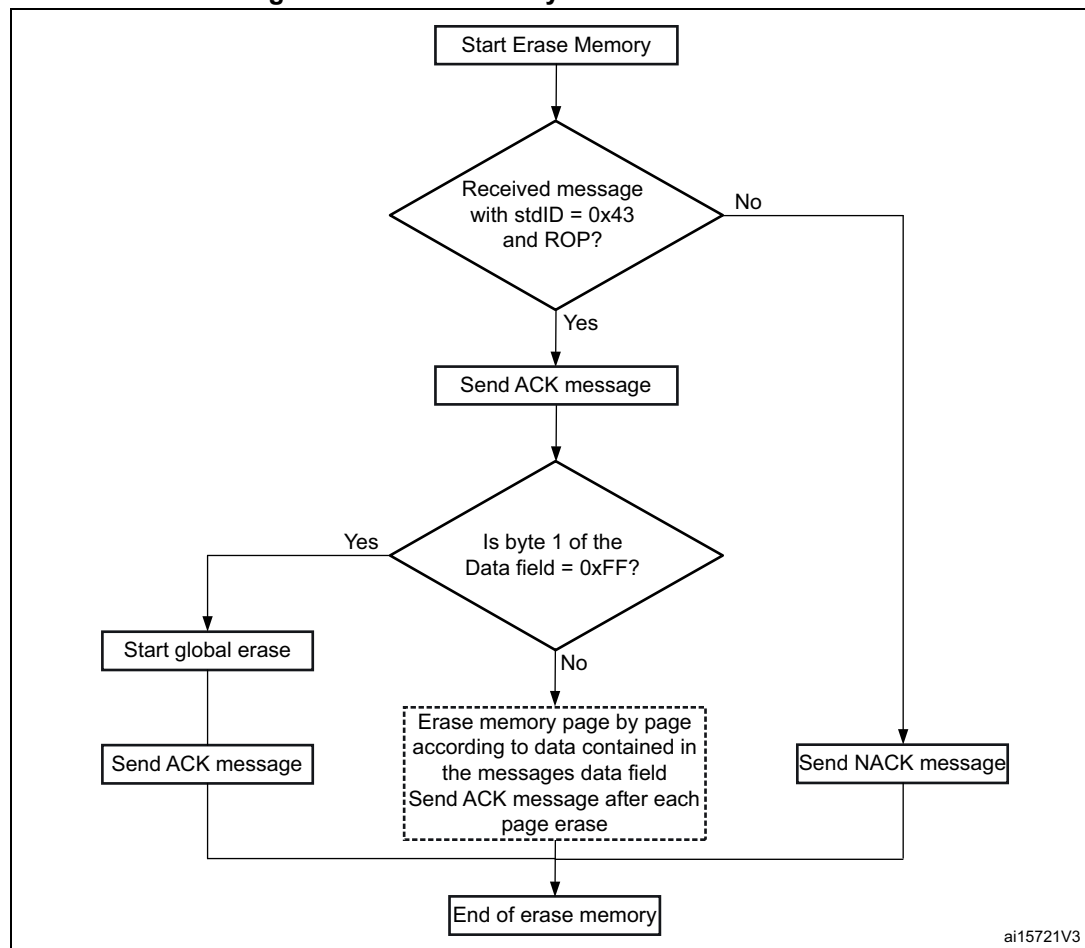 Start Erase Memory
Received message
with stdID = 0x43
and ROP?
No
Yes
Send ACK message
Is byte 1 of the
Data field = 0xFF?
Yes
No
Start global erase
Send ACK message
Erase memory page by page
according to data contained in
the messages data field
Send ACK message after each
page erase
Send NACK message
End of erase memory
ai15721V3